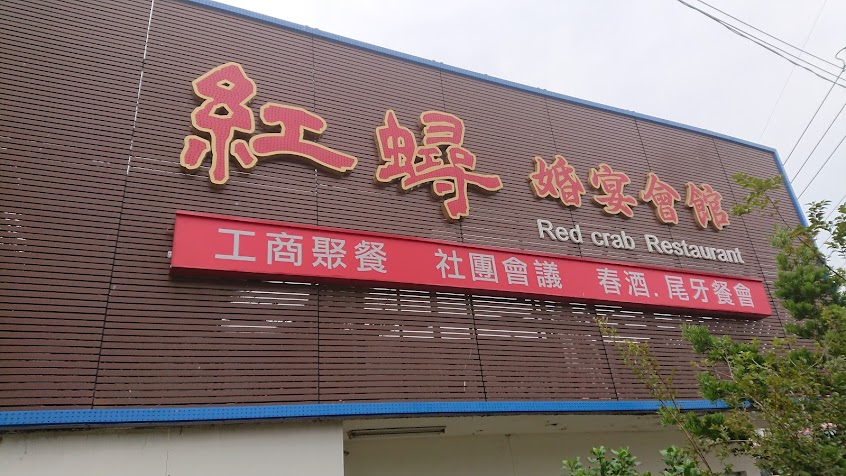 紅蟳 婚宴會館
Red crab Restaurant
工商聚餐 社團會議 春酒.尾牙餐會